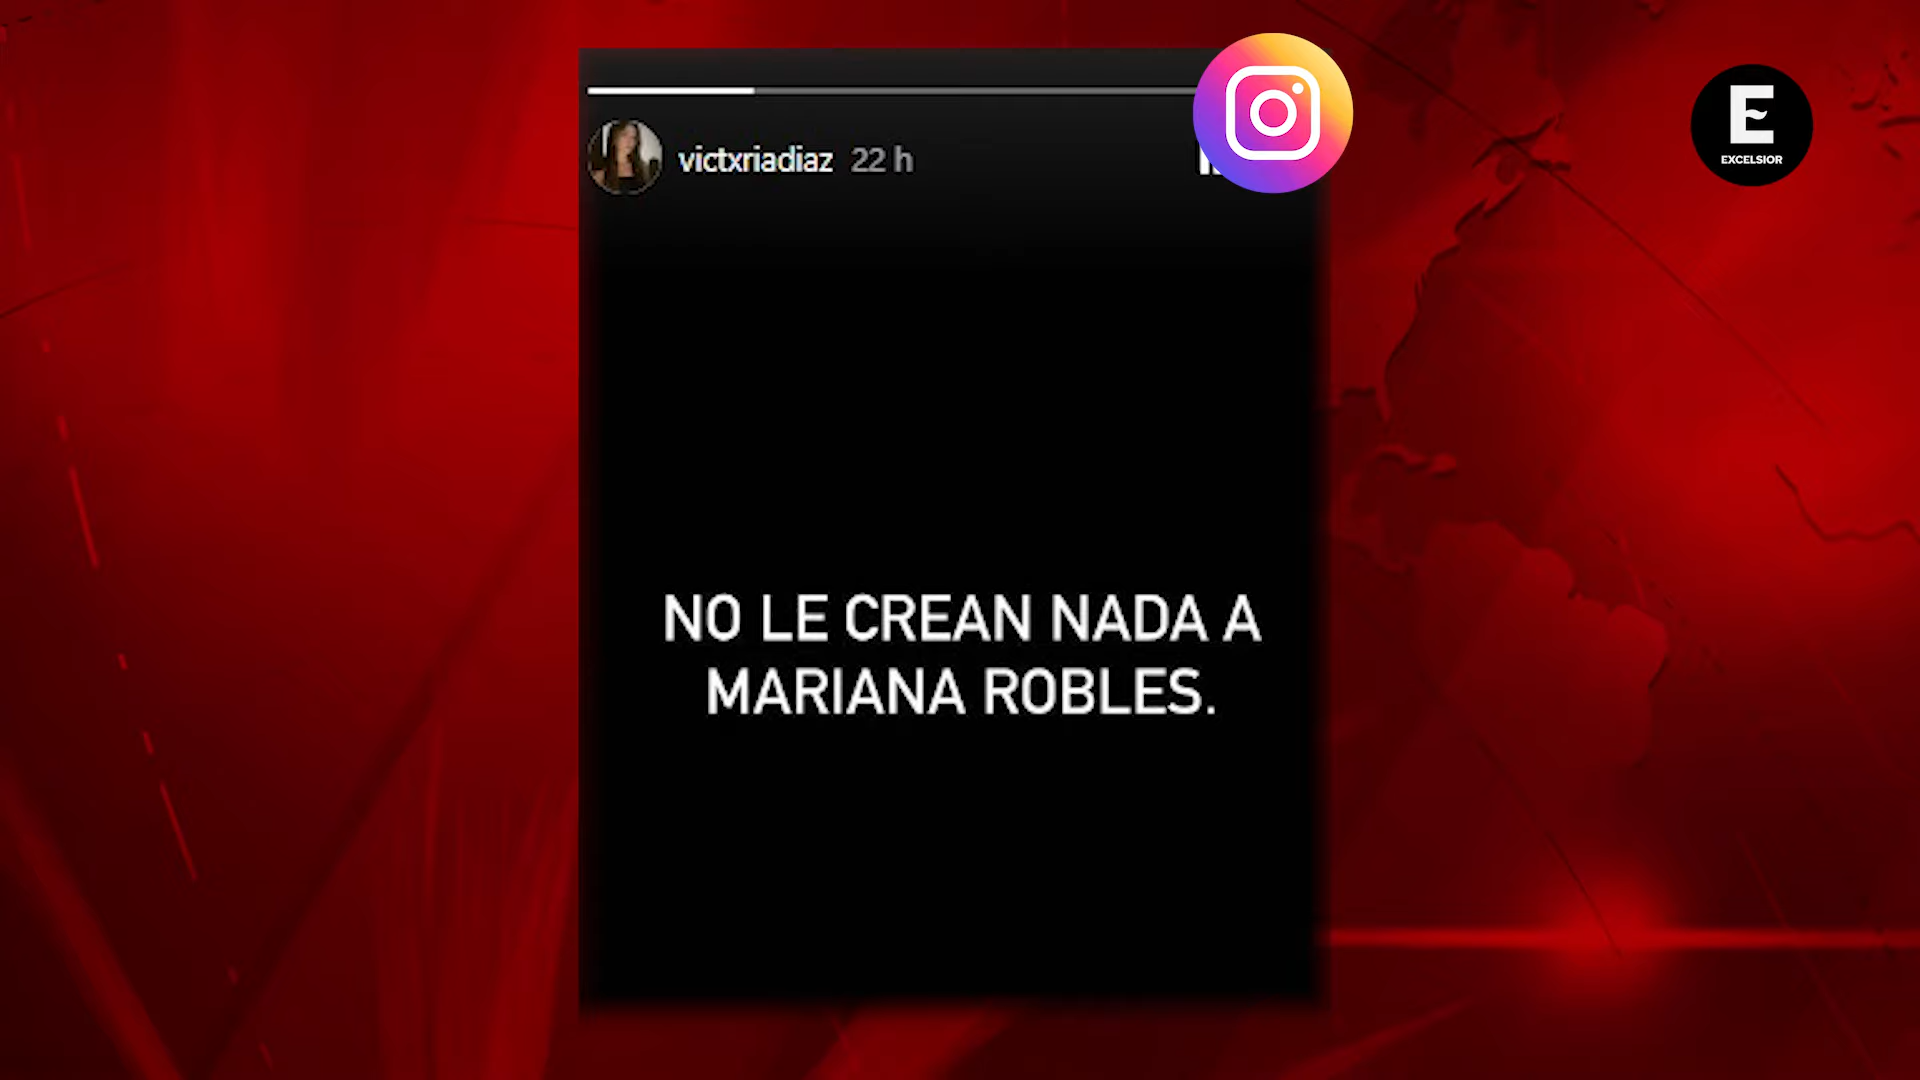 victxriadiaz 22 h
E
EXCELSIOR
NO LE CREAN NADA A
MARIANA ROBLES.